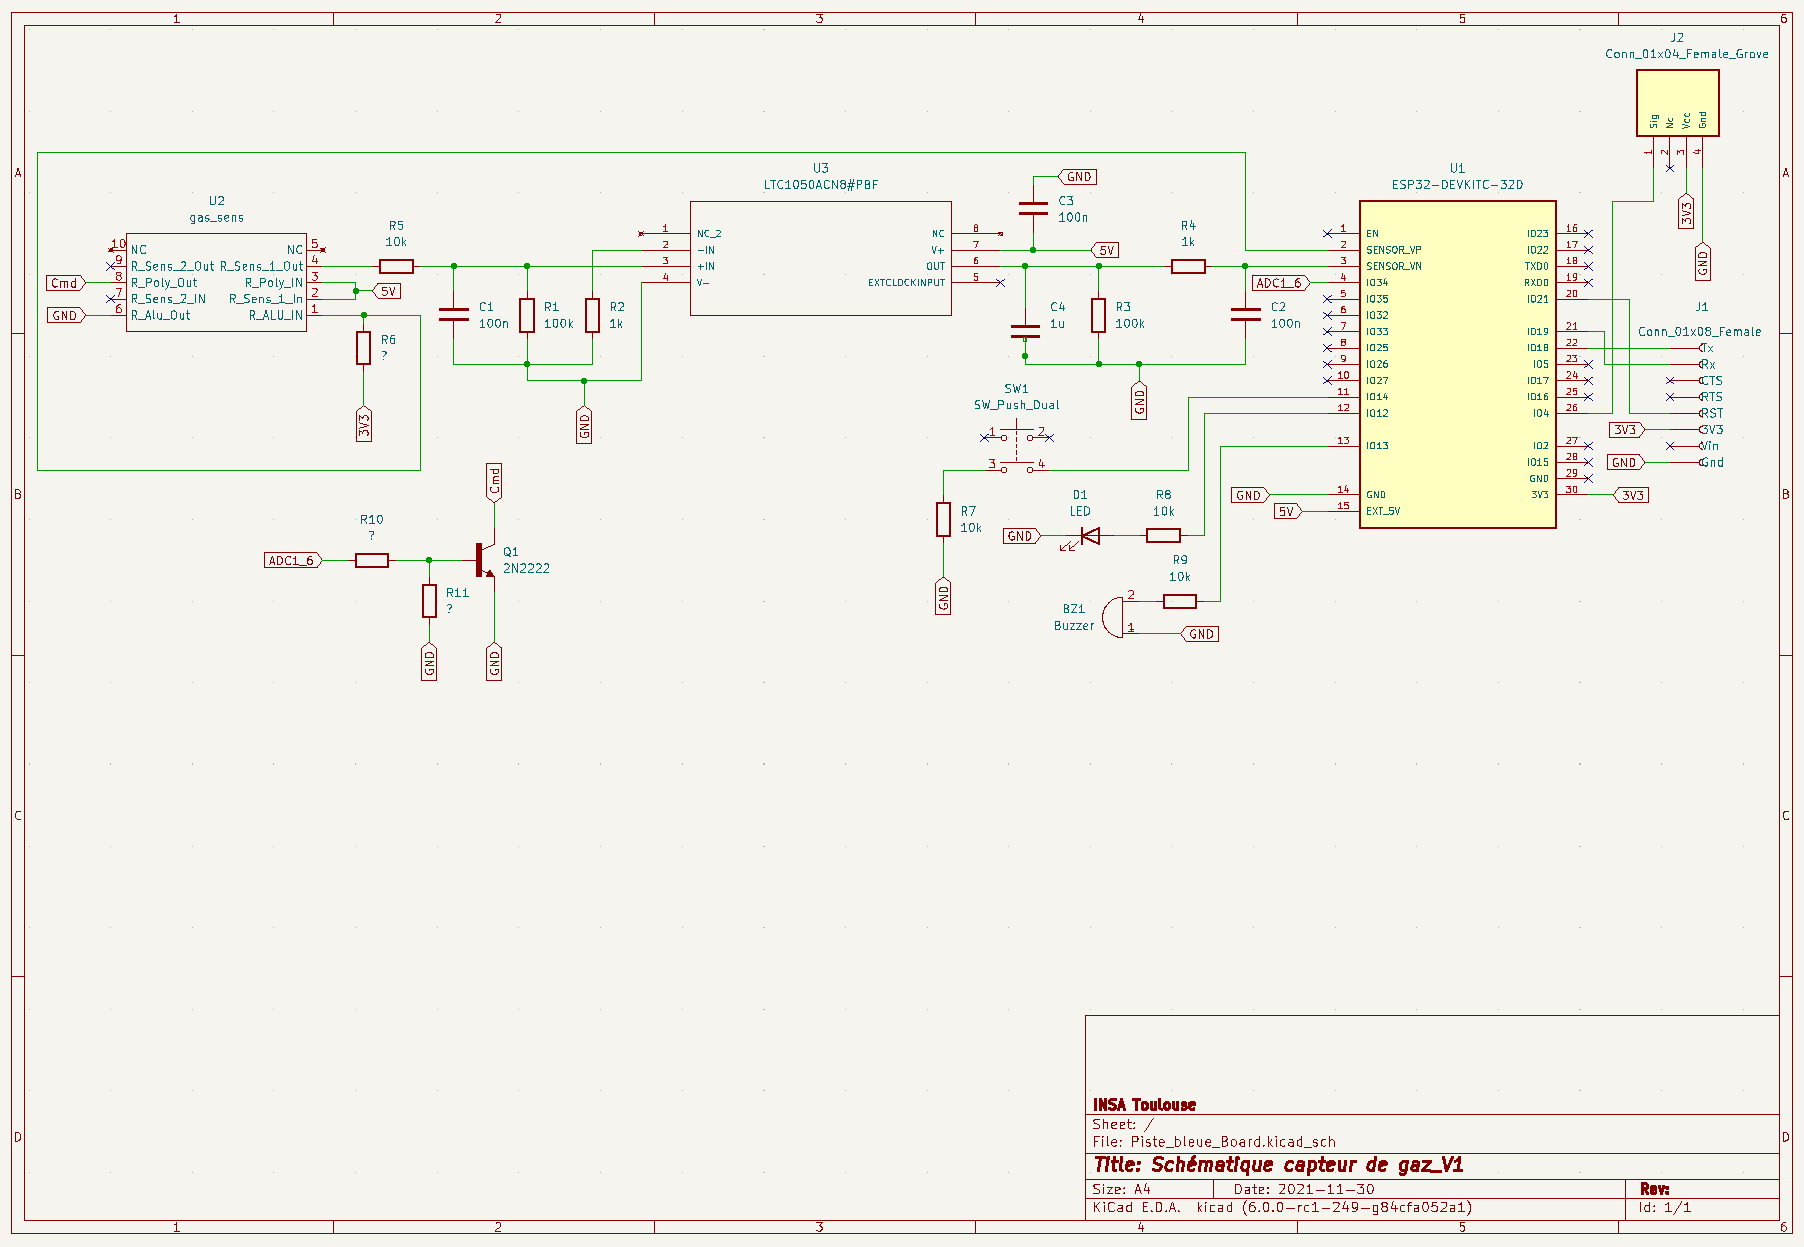 1 2 3 4 5 6
A B C D
J2
Conn_01x04_Female_Grove
Sig Nc Vcc Gnd
1 2 3 4
3V3
GND
U2
gas_sens
10 NC
9 R_Sens_2_Out
8 R_Poly_Out
7 R_Sens_2_IN
6 R_Alu_Out
NC 5
R_Sens_1_Out 4
R_Poly_IN 3
R_Sens_1_In 2
R_ALU_IN 1
Cmd
GND
5V
R5
10k
R6
?
3V3
C1
100n
R1
100k
R2
1k
GND
U3
LTC1050ACN8#PBF
1 NC_2
2 -IN
3 +IN
4 V-
NC 8
V+ 7
OUT 6
EXTCLOCKINPUT 5
GND
C3
100n
5V
C4
1u
R3
100k
R4
1k
C2
100n
GND
U1
ESP32-DEVKITC-32D
1 EN
2 SENSOR_VP
3 SENSOR_VN
ADC1_6
4 IO34
5 IO35
6 IO32
7 IO33
8 IO25
9 IO26
10 IO27
11 IO14
12 IO12
13 IO13
GND
14 GND
5V
15 EXT_5V
IO23 16
IO22 17
TXD0 18
RXD0 19
IO21 20
IO19 21
IO18 22
IO5 23
IO17 24
IO16 25
IO4 26
IO2 27
IO15 28
GND 29
3V3 30
3V3
J1
Conn_01x08_Female
Tx
Rx
CTS
RTS
RST
3V3 3V3
Vin
GND Gnd
SW1
SW_Push_Dual
1 2
3 4
R7
10k
GND
D1
LED
GND
R8
10k
R9
10k
BZ1
Buzzer
2
1
GND
Cmd
R10
?
ADC1_6
Q1
2N2222
R11
?
GND
GND
INSA Toulouse
Sheet: /
File: Piste_bleue_Board.kicad_sch
Title: Schématique capteur de gaz_V1
Size: A4 Date: 2021-11-30 Rev:
KiCad E.D.A. kicad (6.0.0-rc1-249-g84cfa052a1) Id: 1/1
A B C D
1 2 3 4 5 6